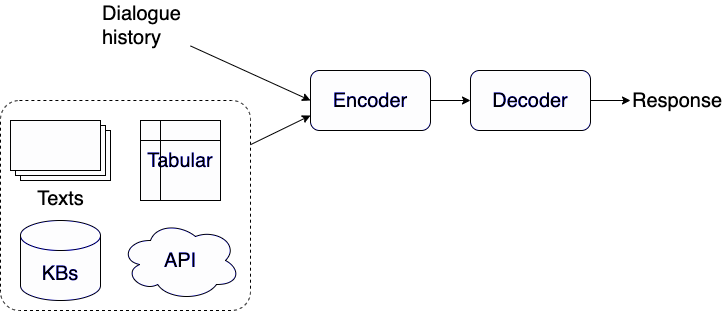 Dialogue
history
Encoder
Decoder
Response
Tabular
Texts
KBs
API